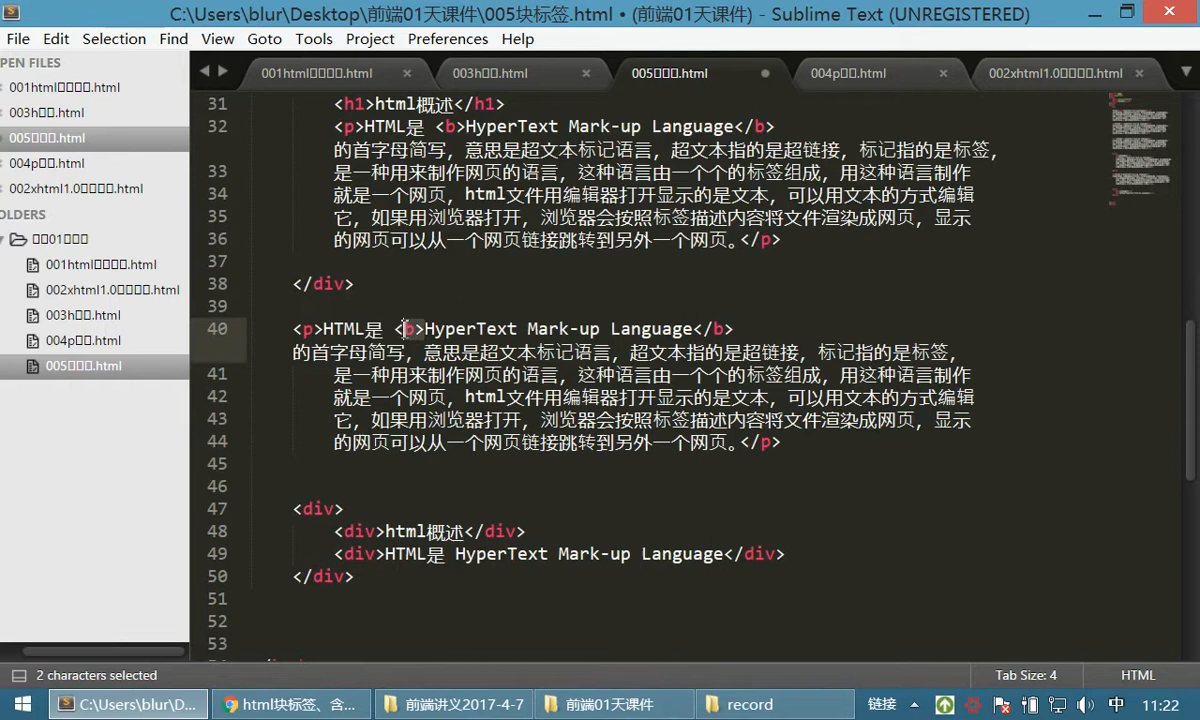 C:\Users\blur\Desktop\前端01天课件\005块标签.html • (前端01天课件) - Sublime Text (UNREGISTERED)
File Edit Selection Find View Goto Tools Project Preferences Help
PEN FILES
001html□□□□.html
003h□□.html
005□□□.html
004p□□.html
002xhtml1.0□□□□.html
OLDERS
□□01□□□
001html□□□□.html
002xhtml1.0□□□□.html
003h□□.html
004p□□.html
005□□□.html
001html□□□□.html × 003h□□.html × 005□□□.html 004p□□.html × 002xhtml1.0□□□□.html ×
31 <h1>html概述</h1>
32 <p>HTML是 <b>HyperText Mark-up Language</b>
的首字母简写，意思是超文本标记语言，超文本指的是超链接，标记指的是标签，
33 是一种用来制作网页的语言，这种语言由一个个的标签组成，用这种语言制作
34 就是一个网页，html文件用编辑器打开显示的是文本，可以用文本的方式编辑
35 它，如果用浏览器打开，浏览器会按照标签描述内容将文件渲染成网页，显示
36 的网页可以从一个网页链接跳转到另外一个网页。</p>
37
38 </div>
39
40 <p>HTML是 <b>HyperText Mark-up Language</b>
的首字母简写，意思是超文本标记语言，超文本指的是超链接，标记指的是标签，
41 是一种用来制作网页的语言，这种语言由一个个的标签组成，用这种语言制作
42 就是一个网页，html文件用编辑器打开显示的是文本，可以用文本的方式编辑
43 它，如果用浏览器打开，浏览器会按照标签描述内容将文件渲染成网页，显示
44 的网页可以从一个网页链接跳转到另外一个网页。</p>
45
46
47 <div>
48 <div>html概述</div>
49 <div>HTML是 HyperText Mark-up Language</div>
50 </div>
51
52
53
2 characters selected Tab Size: 4 HTML
C:\Users\blur\D... html块标签、含... 前端讲义2017-4-7 前端01天课件 record 链接 中 11:22